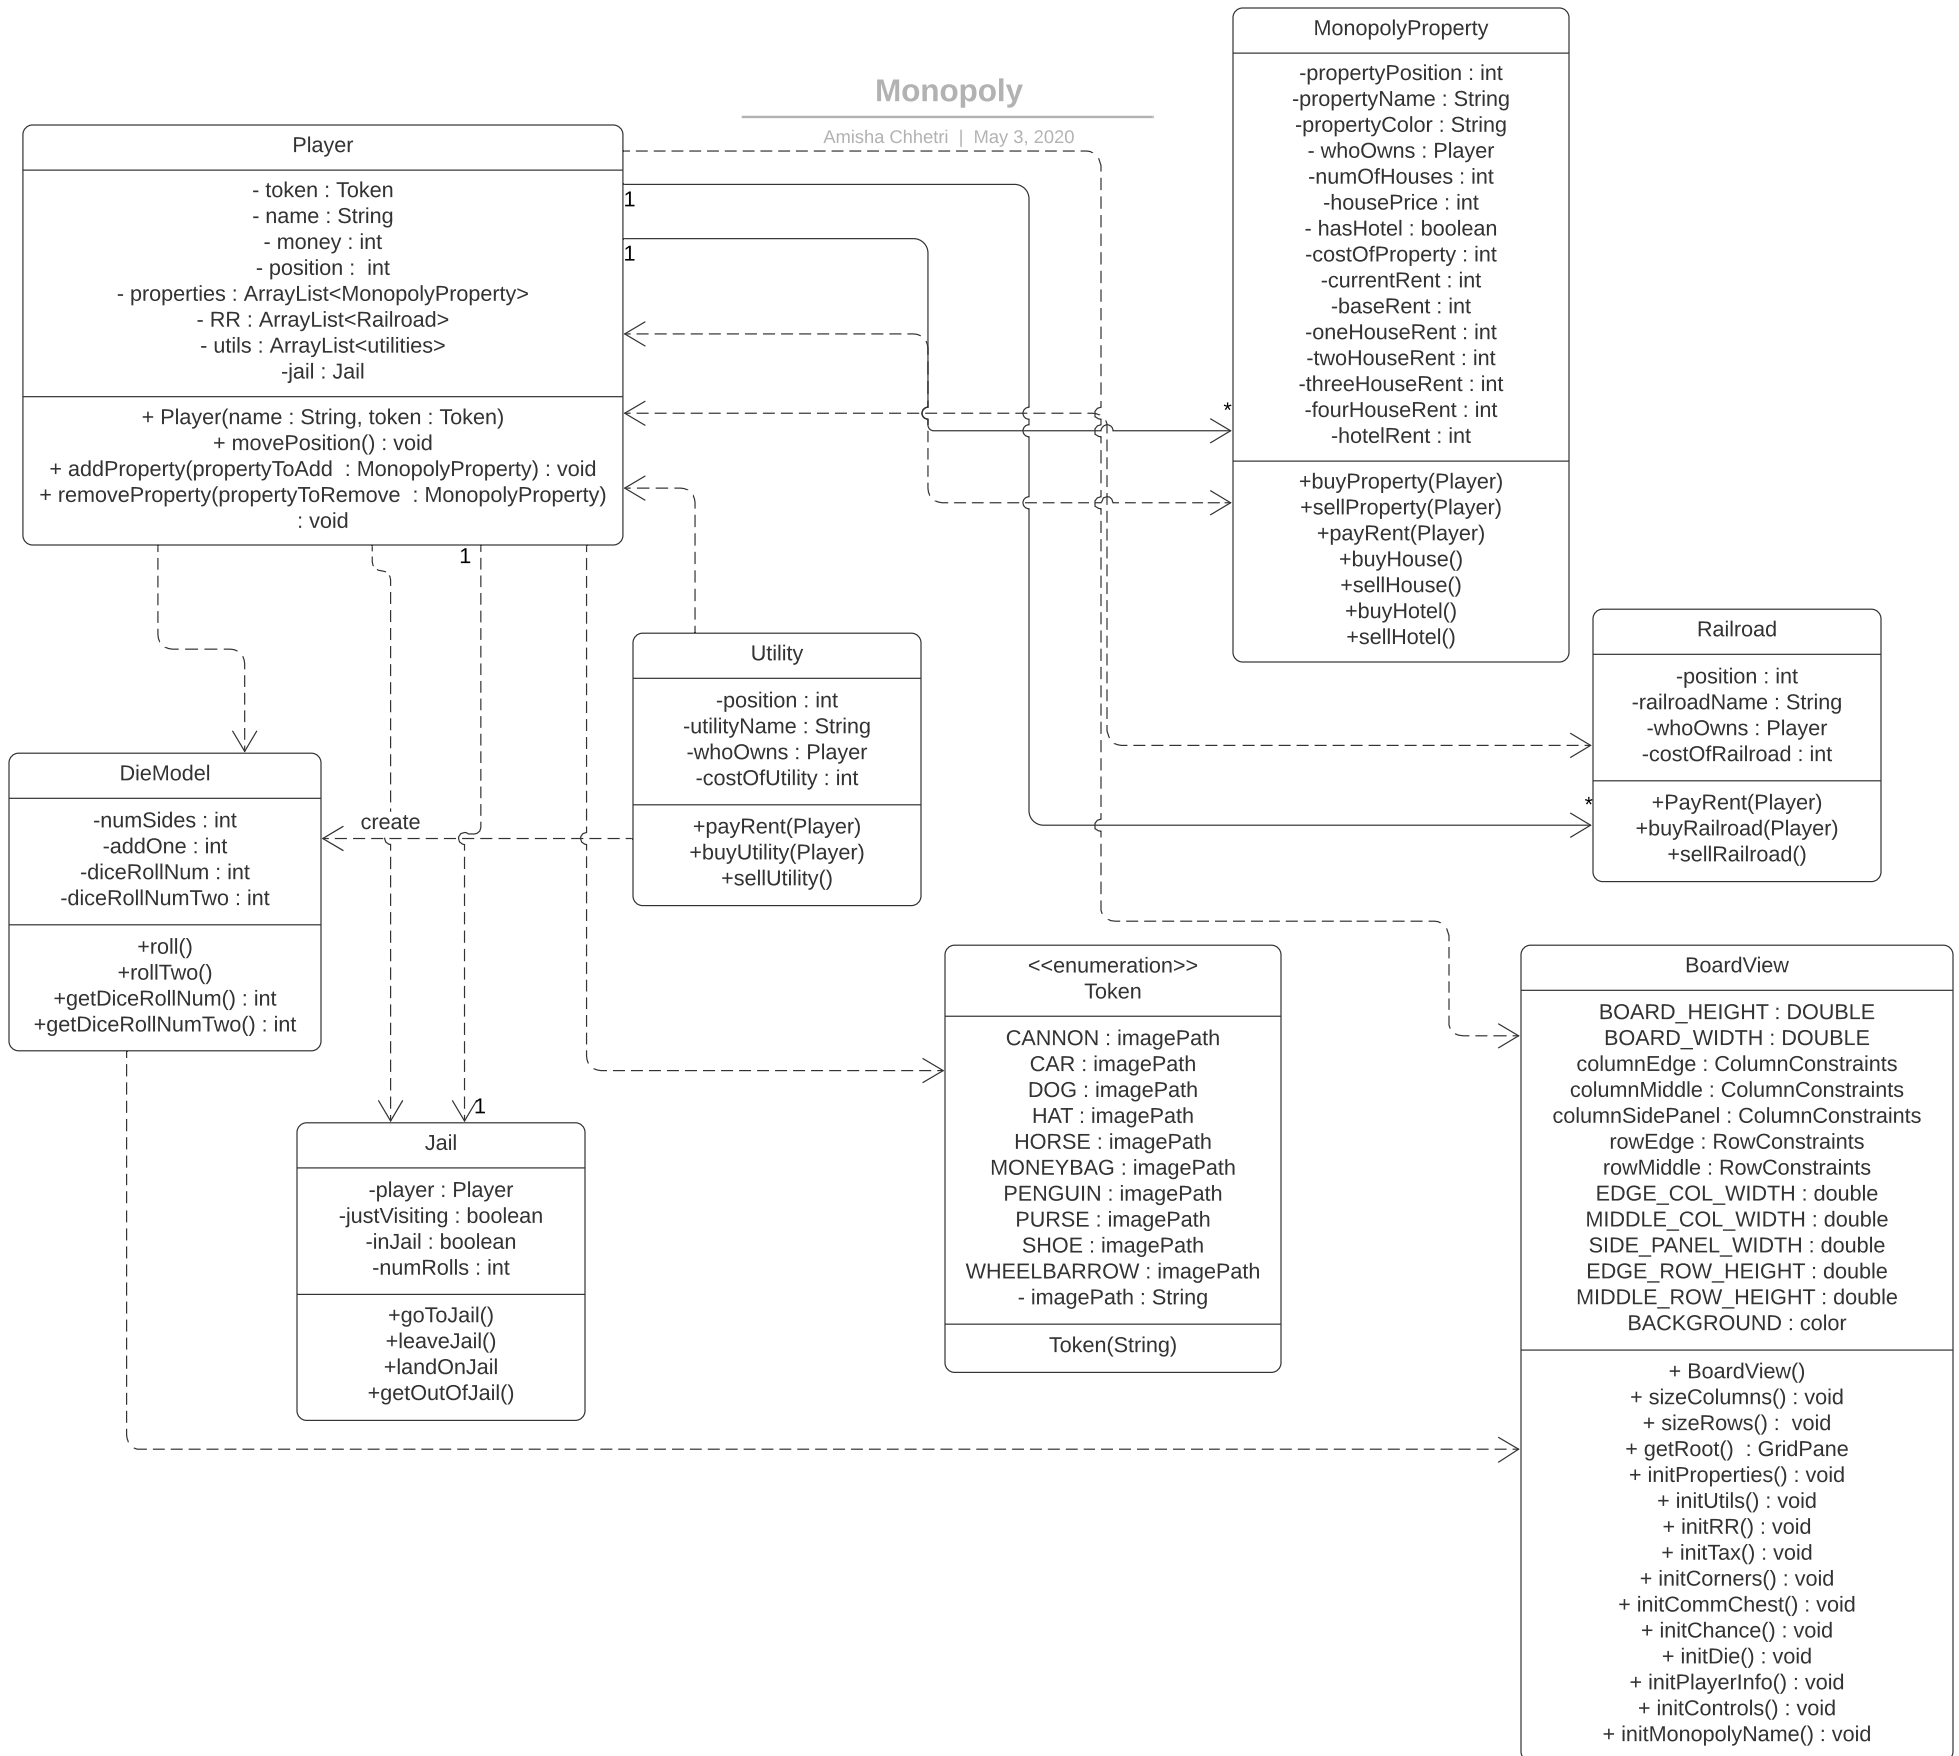 Monopoly
Amisha Chhetri | May 3, 2020
Player
- token : Token
- name : String
- money : int
- position :  int
- properties : ArrayList<MonopolyProperty>
- RR : ArrayList<Railroad>
- utils : ArrayList<utilities>
-jail : Jail
+ Player(name : String, token : Token)
+ movePosition() : void
+ addProperty(propertyToAdd  : MonopolyProperty) : void
+ removeProperty(propertyToRemove  : MonopolyProperty)
: void
1
1
1
MonopolyProperty
-propertyPosition : int
-propertyName : String
-propertyColor : String
- whoOwns : Player
-numOfHouses : int
-housePrice : int
- hasHotel : boolean
-costOfProperty : int
-currentRent : int
-baseRent : int
-oneHouseRent : int
-twoHouseRent : int
-threeHouseRent : int
-fourHouseRent : int
-hotelRent : int
+buyProperty(Player)
+sellProperty(Player)
+payRent(Player)
+buyHouse()
+sellHouse()
+buyHotel()
+sellHotel()
*
Railroad
-position : int
-railroadName : String
-whoOwns : Player
-costOfRailroad : int
+PayRent(Player)
+buyRailroad(Player)
+sellRailroad()
*
Utility
-position : int
-utilityName : String
-whoOwns : Player
-costOfUtility : int
+payRent(Player)
+buyUtility(Player)
+sellUtility()
create
DieModel
-numSides : int
-addOne : int
-diceRollNum : int
-diceRollNumTwo : int
+roll()
+rollTwo()
+getDiceRollNum() : int
+getDiceRollNumTwo() : int
1
Jail
-player : Player
-justVisiting : boolean
-inJail : boolean
-numRolls : int
+goToJail()
+leaveJail()
+landOnJail
+getOutOfJail()
<<enumeration>>
Token
CANNON : imagePath
CAR : imagePath
DOG : imagePath
HAT : imagePath
HORSE : imagePath
MONEYBAG : imagePath
PENGUIN : imagePath
PURSE : imagePath
SHOE : imagePath
WHEELBARROW : imagePath
- imagePath : String
Token(String)
BoardView
BOARD_HEIGHT : DOUBLE
BOARD_WIDTH : DOUBLE
columnEdge : ColumnConstraints
columnMiddle : ColumnConstraints
columnSidePanel : ColumnConstraints
rowEdge : RowConstraints
rowMiddle : RowConstraints
EDGE_COL_WIDTH : double
MIDDLE_COL_WIDTH : double
SIDE_PANEL_WIDTH : double
EDGE_ROW_HEIGHT : double
MIDDLE_ROW_HEIGHT : double
BACKGROUND : color
+ BoardView()
+ sizeColumns() : void
+ sizeRows() :  void
+ getRoot()  : GridPane
+ initProperties() : void
+ initUtils() : void
+ initRR() : void
+ initTax() : void
+ initCorners() : void
+ initCommChest() : void
+ initChance() : void
+ initDie() : void
+ initPlayerInfo() : void
+ initControls() : void
+ initMonopolyName() : void